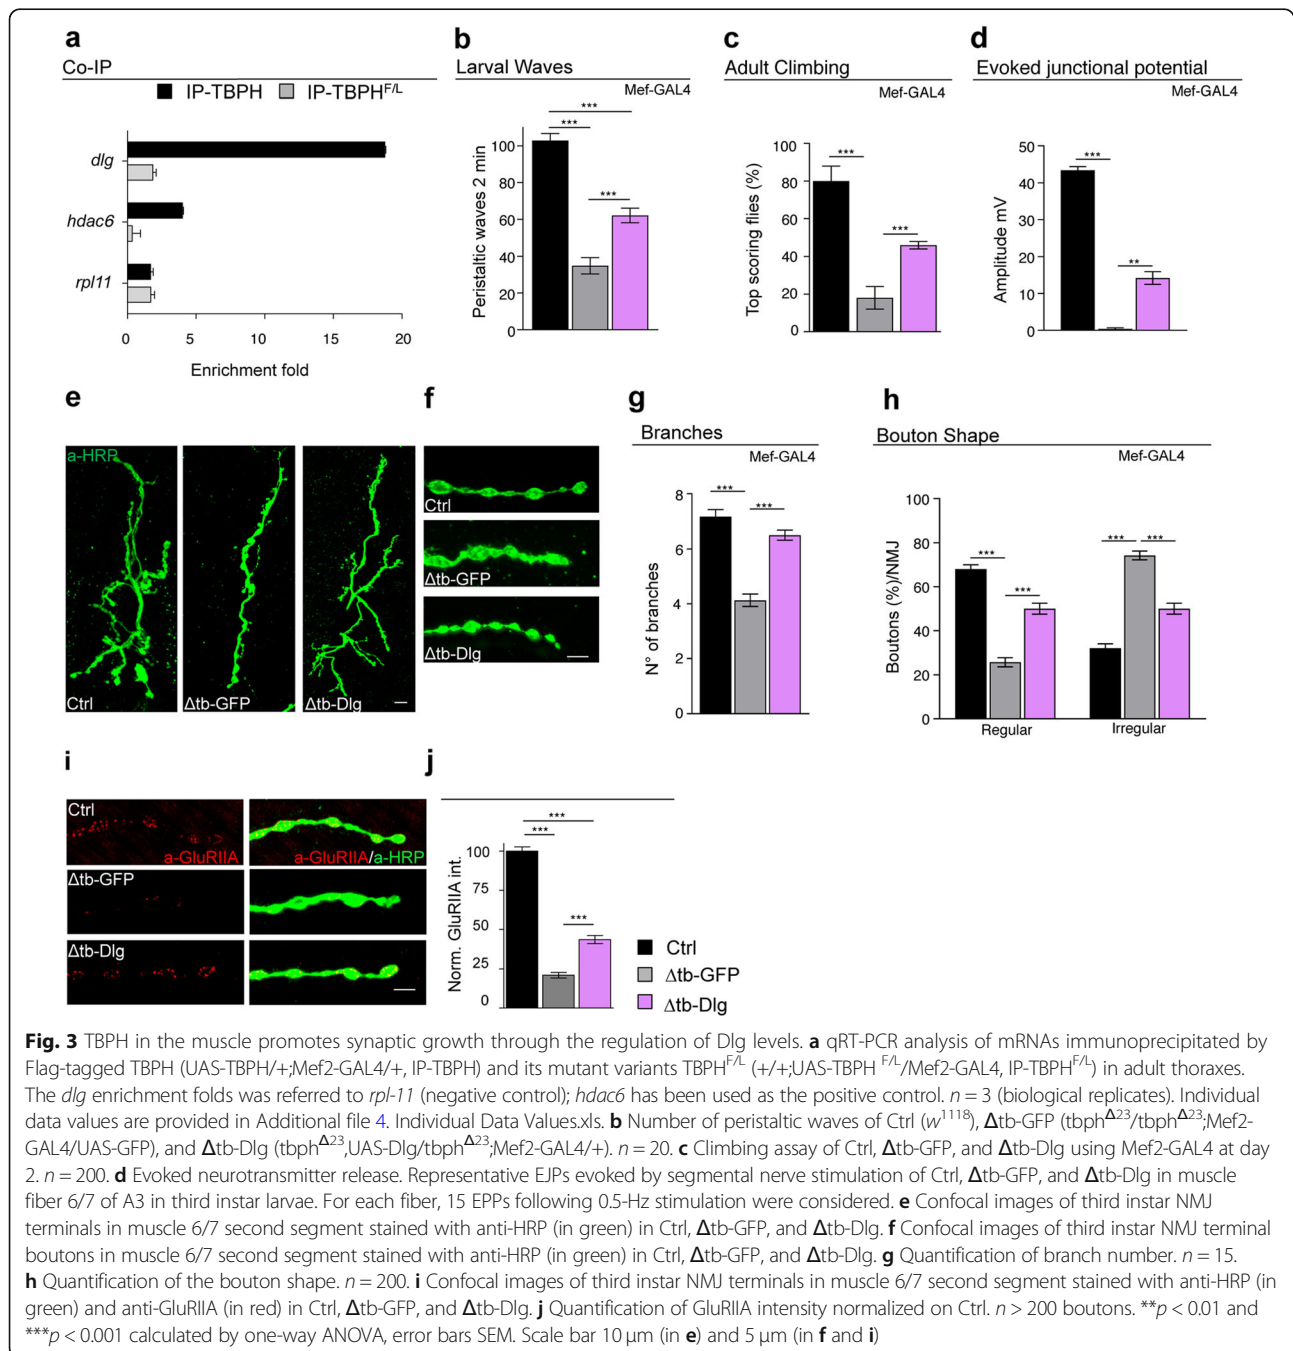 a
Co-IP
IP-TBPH IP-TBPH^F/L
dlg
hdac6
rpl11
0 5 10 15 20
Enrichment fold
b
Larval Waves
Mef-GAL4
*** 
***
***
Peristaltic waves 2 min
100
80
60
40
20
0
c
Adult Climbing
Mef-GAL4
***
***
Top scoring flies (%)
80
60
40
20
0
d
Evoked junctional potential
Mef-GAL4
***
**
Amplitude mV
50
40
30
20
10
0
e
a-HRP
Ctrl
Δtb-GFP
Δtb-Dlg
f
Ctrl
Δtb-GFP
Δtb-Dlg
g
Branches
Mef-GAL4
***
***
N° of branches
8
6
4
2
0
h
Bouton Shape
Mef-GAL4
***
***
***
***
Boutons (%)/NMJ
100
80
60
40
20
0
Regular Irregular
i
Ctrl
a-GluRIIA
a-GluRIIA/a-HRP
Δtb-GFP
Δtb-Dlg
j
***
***
***
Norm. GluRIIA int.
100
75
50
25
0
Ctrl
Δtb-GFP
Δtb-Dlg
Fig. 3 TBPH in the muscle promotes synaptic growth through the regulation of Dlg levels. a qRT-PCR analysis of mRNAs immunoprecipitated by
Flag-tagged TBPH (UAS-TBPH/+;Mef2-GAL4/+, IP-TBPH) and its mutant variants TBPH^F/L (+/+;UAS-TBPH ^F/L/Mef2-GAL4, IP-TBPH^F/L) in adult thoraxes.
The dlg enrichment folds was referred to rpl-11 (negative control); hdac6 has been used as the positive control. n = 3 (biological replicates). Individual
data values are provided in Additional file 4. Individual Data Values.xls. b Number of peristaltic waves of Ctrl (w^1118), Δtb-GFP (tbph^Δ23/tbph^Δ23;Mef2-
GAL4/UAS-GFP), and Δtb-Dlg (tbph^Δ23,UAS-Dlg/tbph^Δ23;Mef2-GAL4/+). n = 20. c Climbing assay of Ctrl, Δtb-GFP, and Δtb-Dlg using Mef2-GAL4 at day
2. n = 200. d Evoked neurotransmitter release. Representative EJPs evoked by segmental nerve stimulation of Ctrl, Δtb-GFP, and Δtb-Dlg in muscle
fiber 6/7 of A3 in third instar larvae. For each fiber, 15 EPPs following 0.5-Hz stimulation were considered. e Confocal images of third instar NMJ
terminals in muscle 6/7 second segment stained with anti-HRP (in green) in Ctrl, Δtb-GFP, and Δtb-Dlg. f Confocal images of third instar NMJ terminal
boutons in muscle 6/7 second segment stained with anti-HRP (in green) in Ctrl, Δtb-GFP, and Δtb-Dlg. g Quantification of branch number. n = 15.
h Quantification of the bouton shape. n = 200. i Confocal images of third instar NMJ terminals in muscle 6/7 second segment stained with anti-HRP (in
green) and anti-GluRIIA (in red) in Ctrl, Δtb-GFP, and Δtb-Dlg. j Quantification of GluRIIA intensity normalized on Ctrl. n > 200 boutons. **p < 0.01 and
***p < 0.001 calculated by one-way ANOVA, error bars SEM. Scale bar 10 μm (in e) and 5 μm (in f and i)